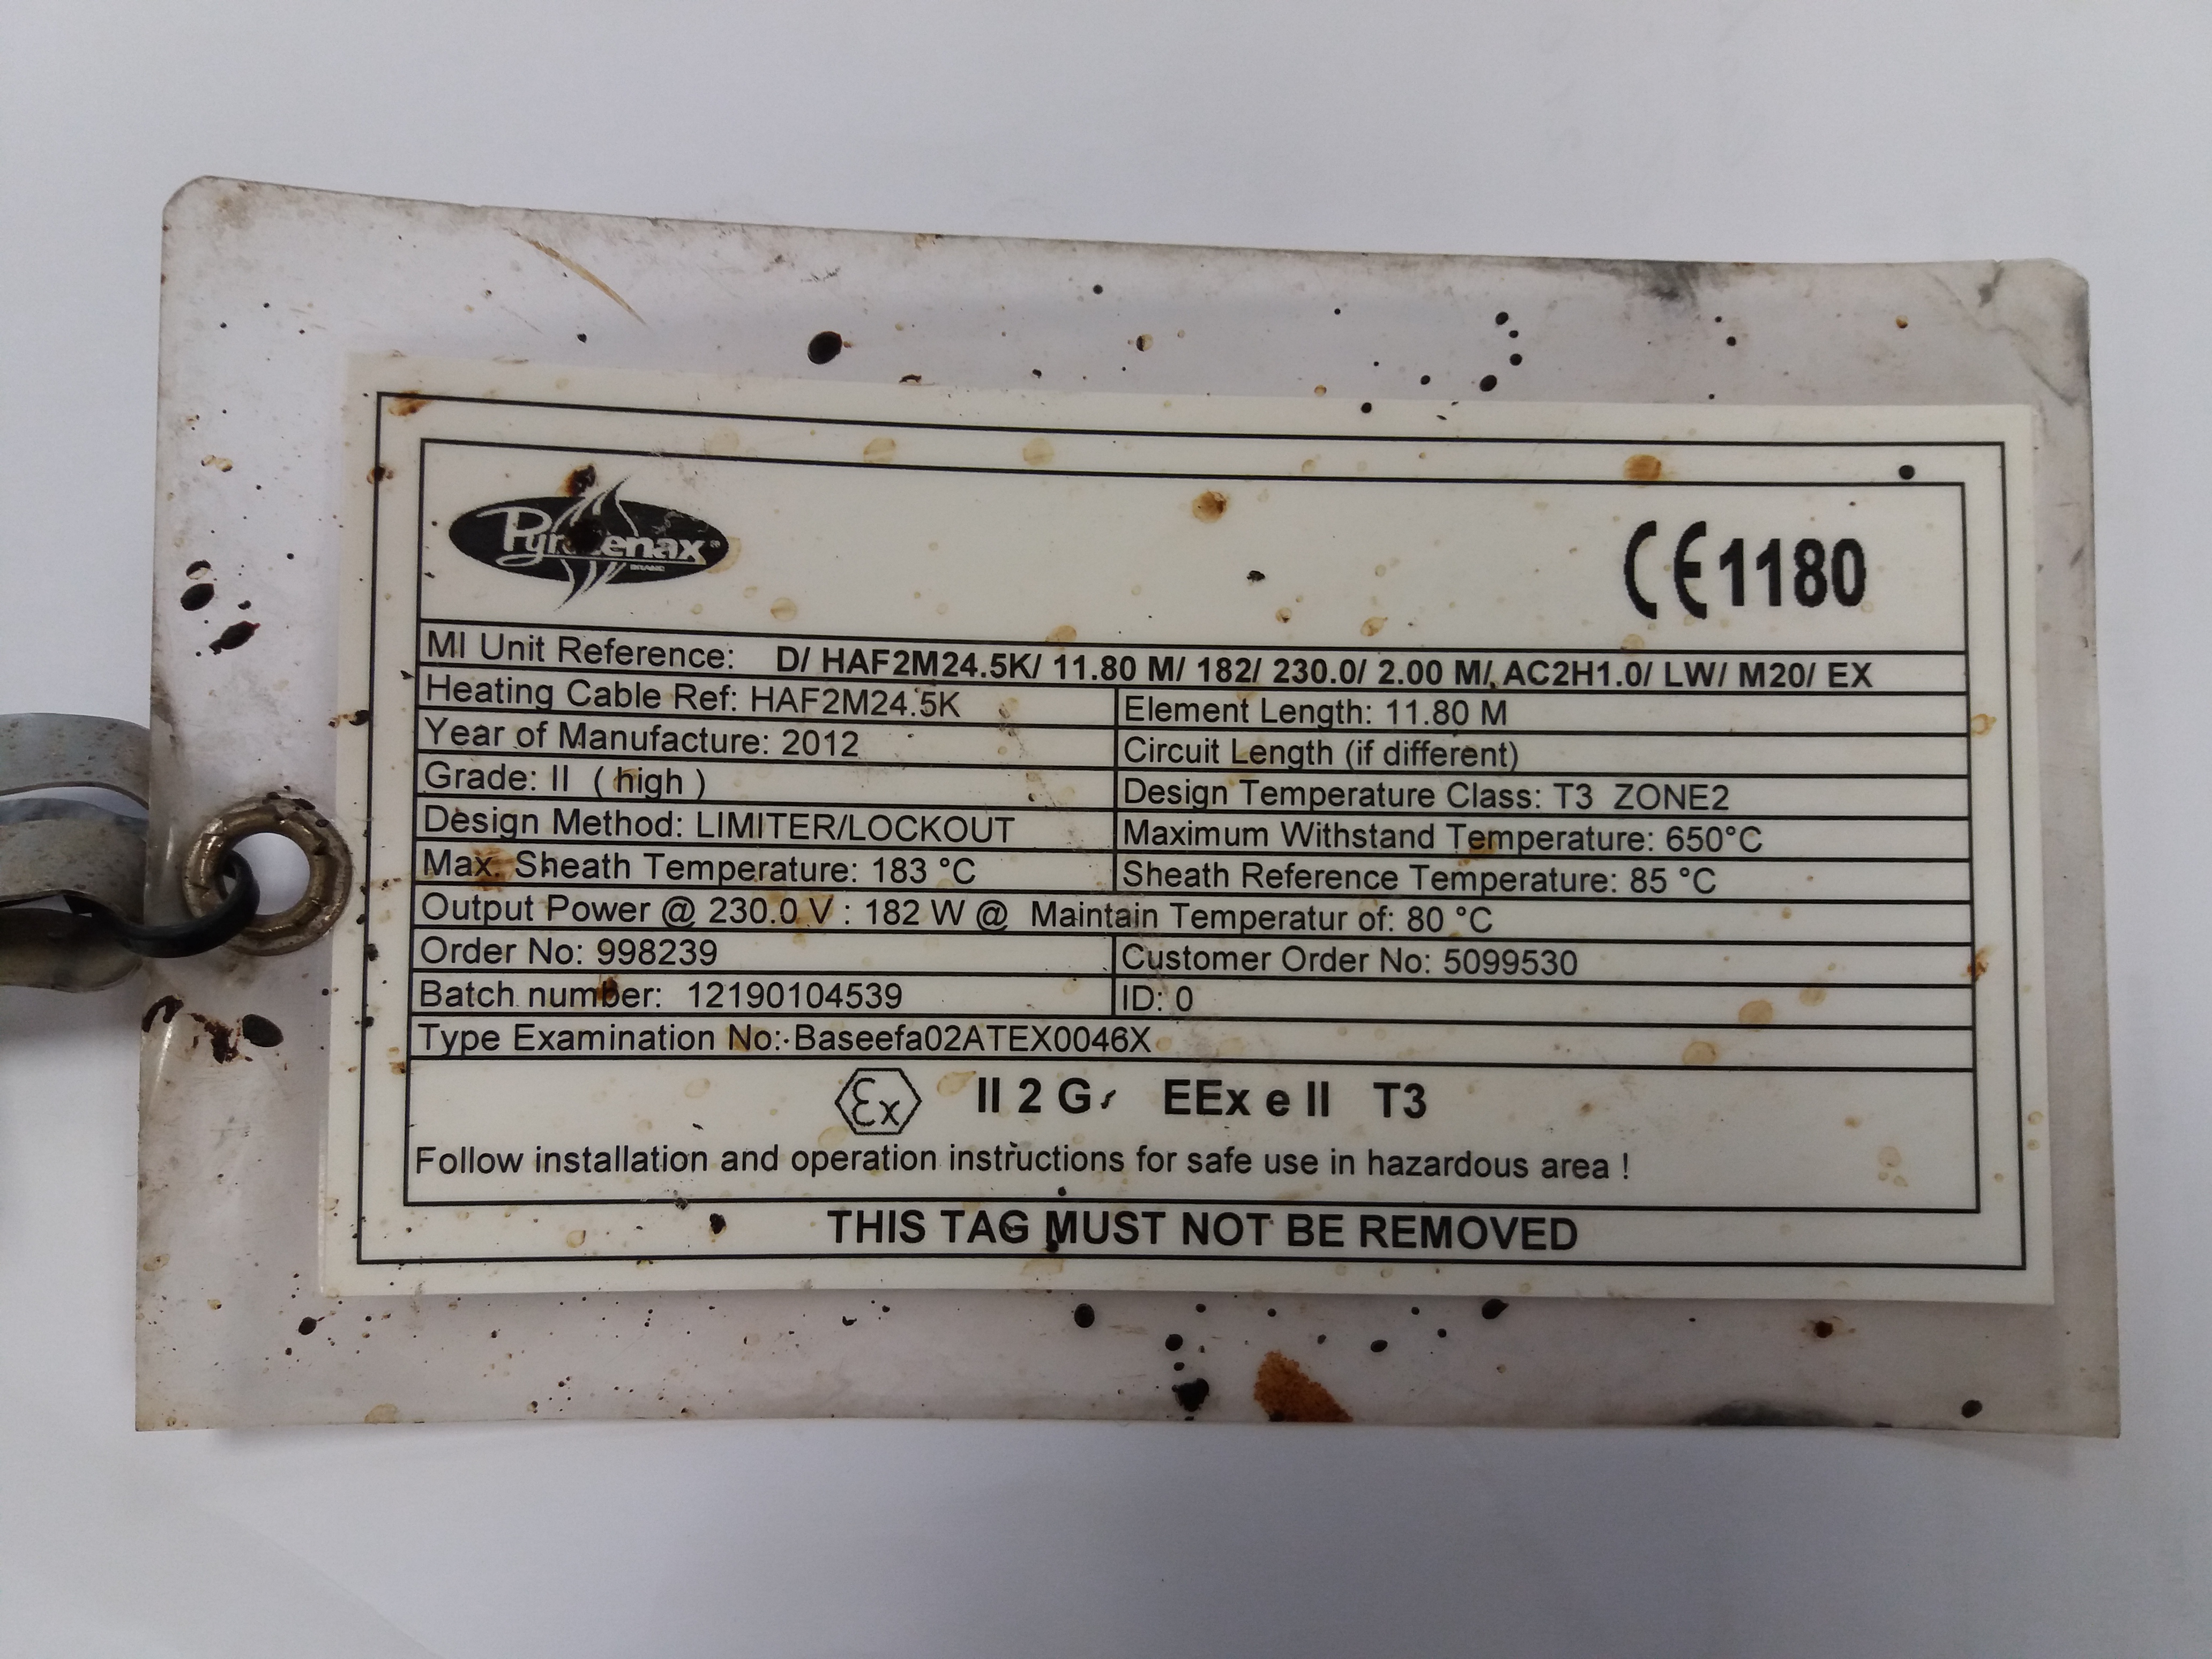 Pyrotenax®
BRAND
CE1180
MI Unit Reference: D/ HAF2M24.5K/ 11.80 M/ 182/ 230.0/ 2.00 M/ AC2H1.0/ LW/ M20/ EX
Heating Cable Ref: HAF2M24.5K Element Length: 11.80 M
Year of Manufacture: 2012 Circuit Length (if different)
Grade: II ( high ) Design Temperature Class: T3 ZONE2
Design Method: LIMITER/LOCKOUT Maximum Withstand Temperature: 650°C
Max. Sheath Temperature: 183 °C Sheath Reference Temperature: 85 °C
Output Power @ 230.0 V : 182 W @ Maintain Temperatur of: 80 °C
Order No: 998239 Customer Order No: 5099530
Batch number: 12190104539 ID: 0
Type Examination No: Baseefa02ATEX0046X
Ex II 2 G EEx e II T3
Follow installation and operation instructions for safe use in hazardous area !
THIS TAG MUST NOT BE REMOVED